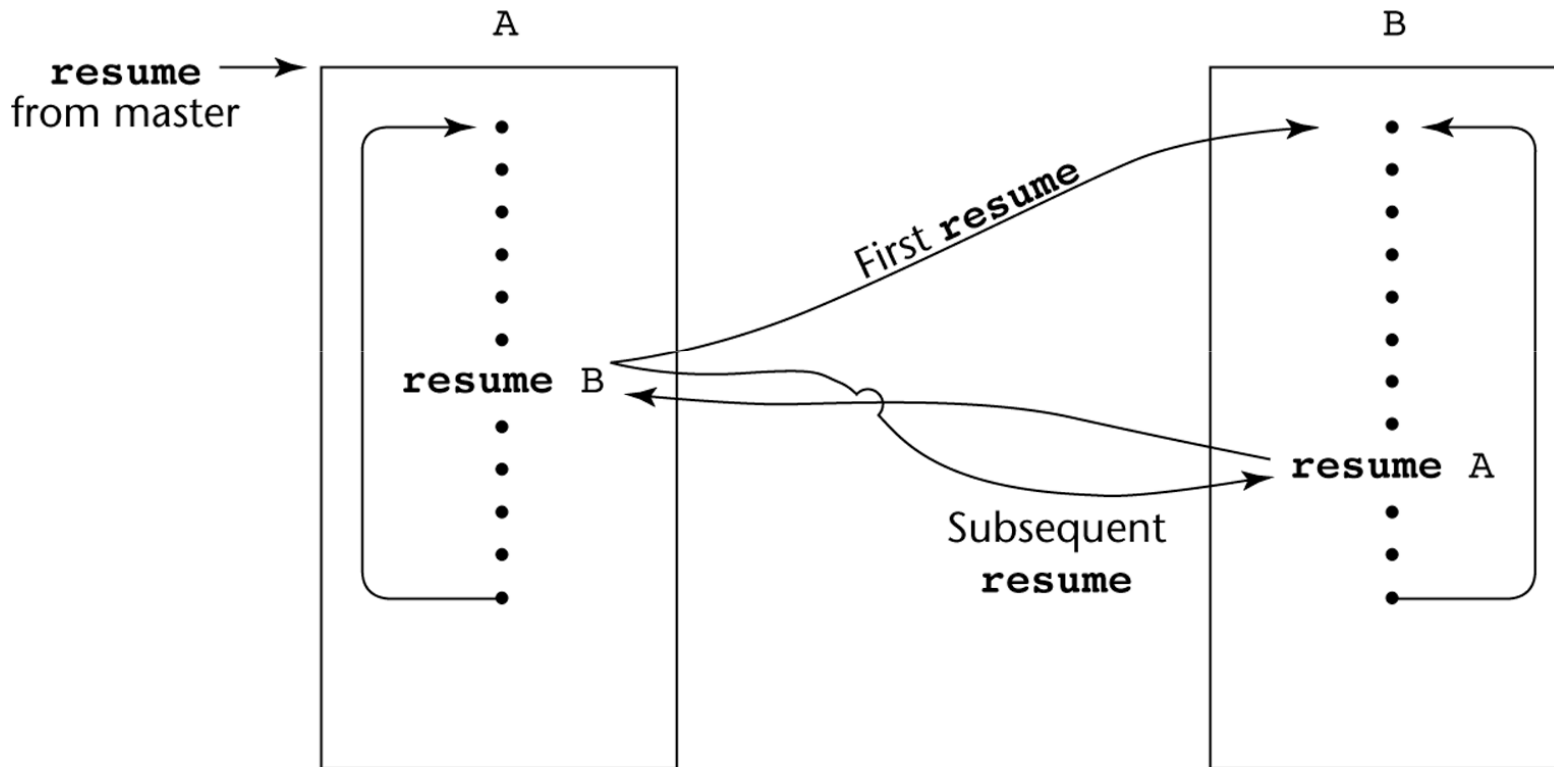 A
B
resume
from master
First resume
resume B
resume A
Subsequent
resume